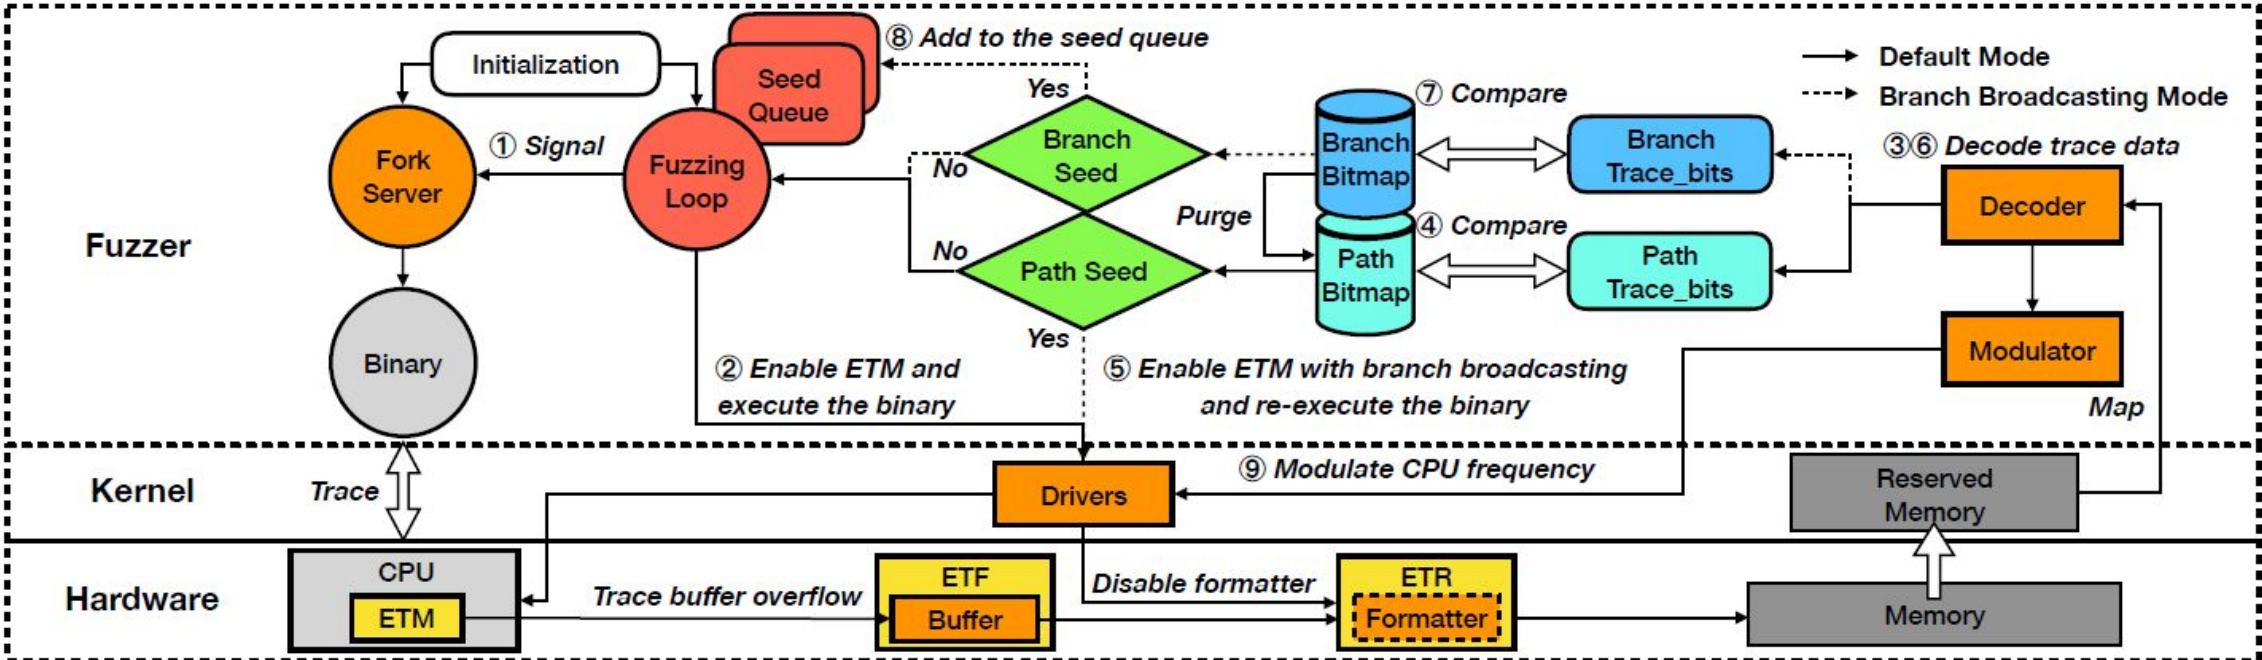 Initialization
Seed
Queue
⑧ Add to the seed queue
Default Mode
Branch Broadcasting Mode
Fuzzer
Fork
Server
① Signal
Fuzzing
Loop
Yes
No
Branch
Seed
Branch
Bitmap
⑦ Compare
Branch
Trace_bits
③⑥ Decode trace data
Decoder
Purge
No
Path Seed
Yes
Path
Bitmap
④ Compare
Path
Trace_bits
Modulator
Map
Binary
② Enable ETM and
execute the binary
⑤ Enable ETM with branch broadcasting
and re-execute the binary
Kernel
Trace
Drivers
⑨ Modulate CPU frequency
Reserved
Memory
Hardware
CPU
ETM
Trace buffer overflow
ETF
Buffer
Disable formatter
ETR
Formatter
Memory